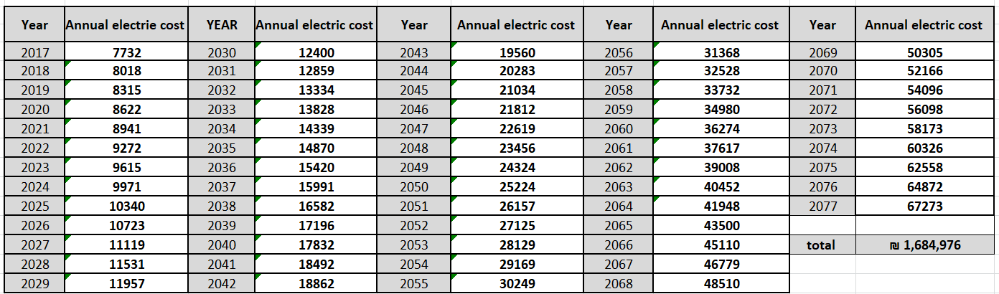 Year Annual electrie cost YEAR Annual electric cost Year Annual electric cost Year Annual electric cost Year Annual electric cost
2017 7732 2030 12400 2043 19560 2056 31368 2069 50305
2018 8018 2031 12859 2044 20283 2057 32528 2070 52166
2019 8315 2032 13334 2045 21034 2058 33732 2071 54096
2020 8622 2033 13828 2046 21812 2059 34980 2072 56098
2021 8941 2034 14339 2047 22619 2060 36274 2073 58173
2022 9272 2035 14870 2048 23456 2061 37617 2074 60326
2023 9615 2036 15420 2049 24324 2062 39008 2075 62558
2024 9971 2037 15991 2050 25224 2063 40452 2076 64872
2025 10340 2038 16582 2051 26157 2064 41948 2077 67273
2026 10723 2039 17196 2052 27125 2065 43500
2027 11119 2040 17832 2053 28129 2066 45110 total ₪ 1,684,976
2028 11531 2041 18492 2054 29169 2067 46779
2029 11957 2042 18862 2055 30249 2068 48510